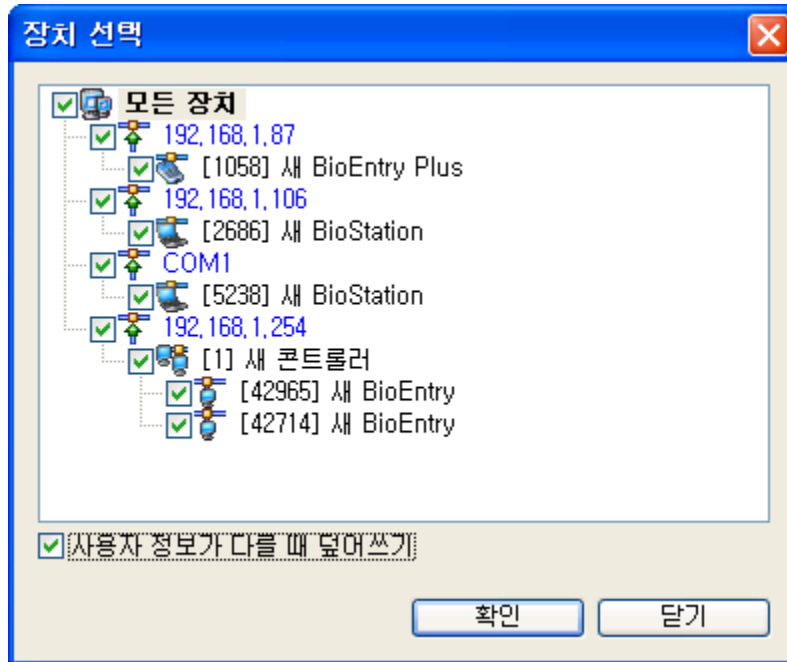 장치 선택
모든 장치
192.168.1.87
[1058] 새 BioEntry Plus
192.168.1.106
[2686] 새 BioStation
COM1
[5238] 새 BioStation
192.168.1.254
[1] 새 콘트롤러
[42965] 새 BioEntry
[42714] 새 BioEntry
사용자 정보가 다를 때 덮어쓰기
확인 닫기